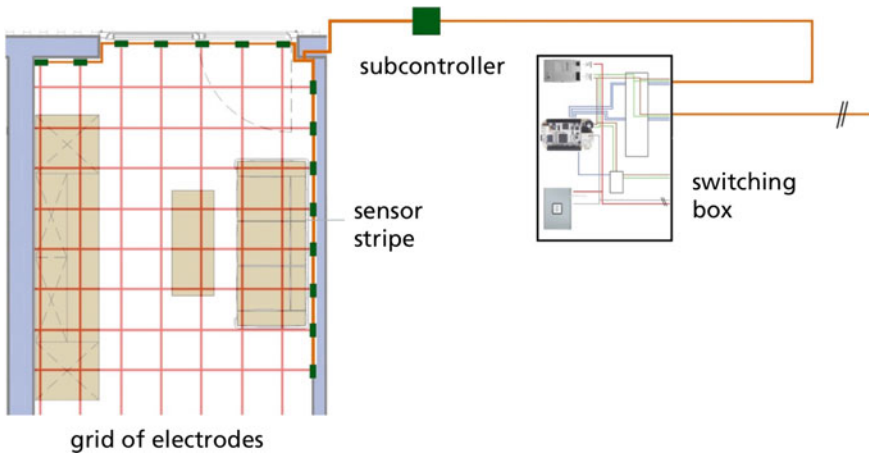 subcontroller
sensor
stripe
switching
box
grid of electrodes